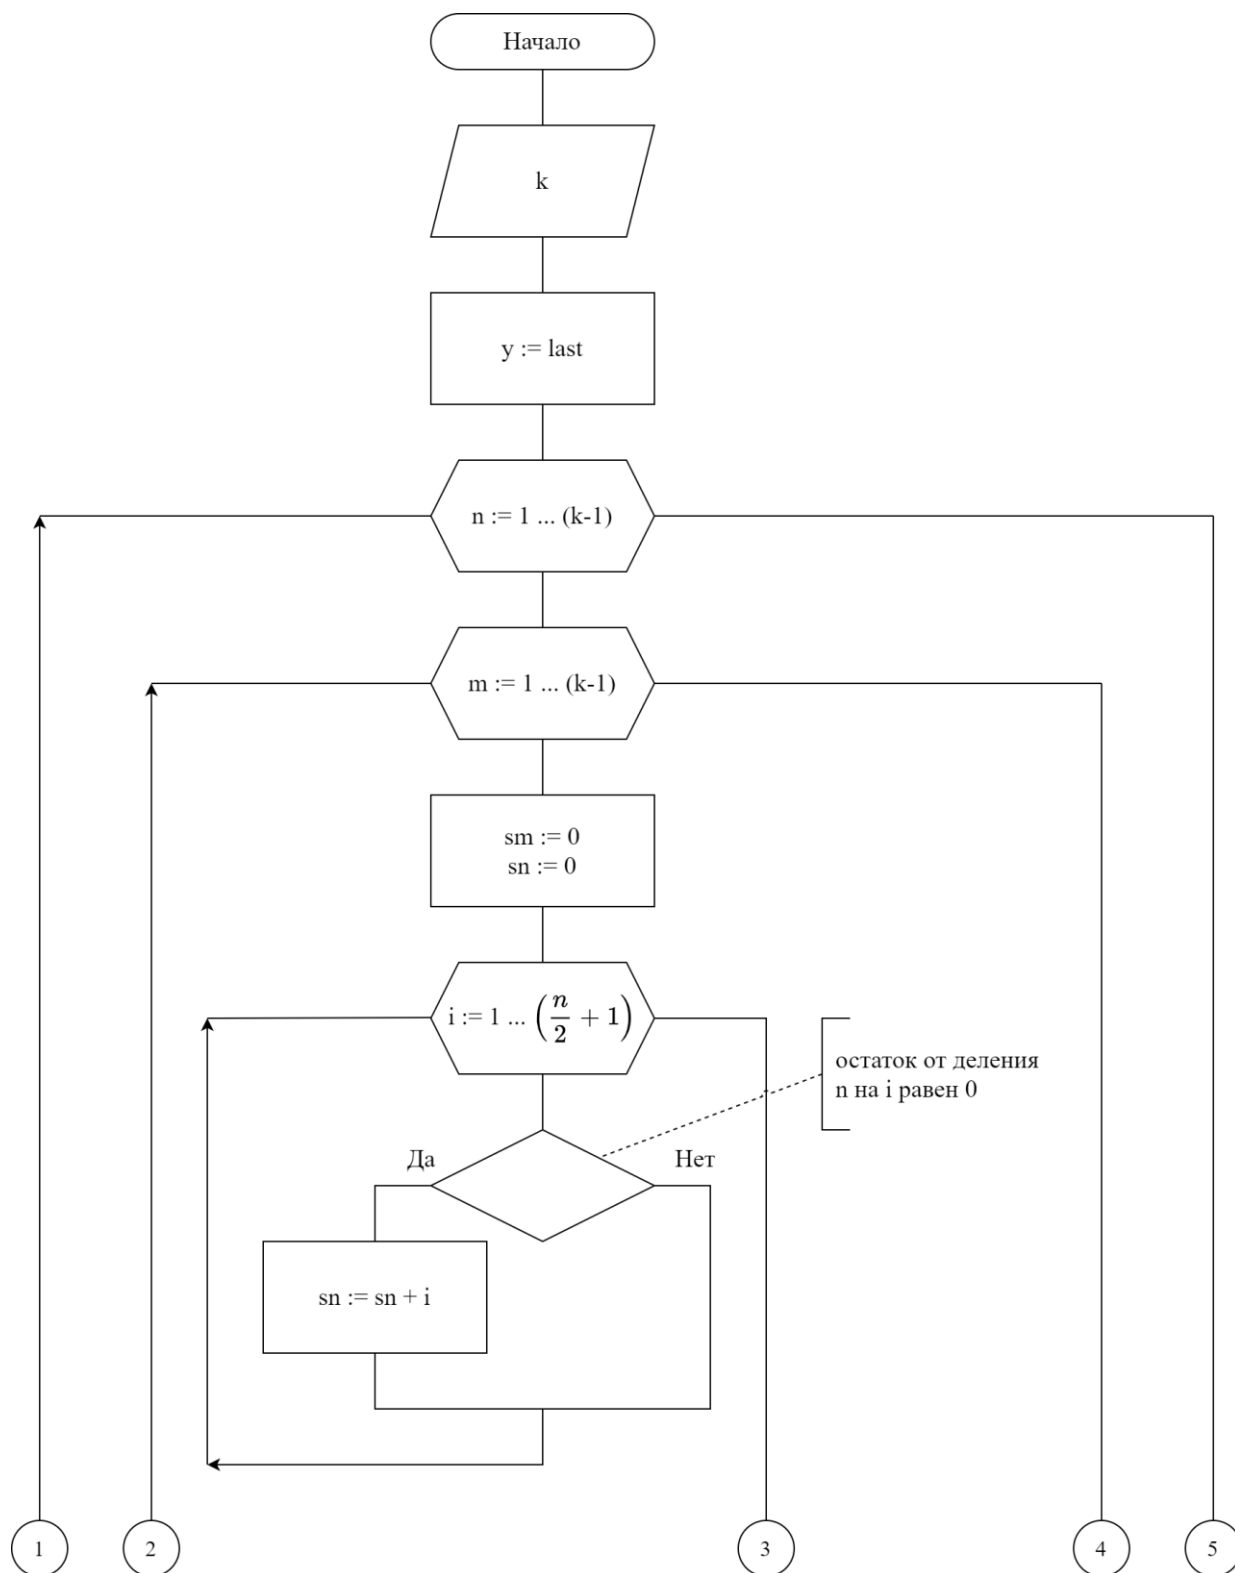 Начало
k
y := last
n := 1 ... (k-1)
m := 1 ... (k-1)
sm := 0
sn := 0
i := 1 ... (n/2 + 1)
остаток от деления
n на i равен 0
Да
Нет
sn := sn + i
1
2
3
4
5